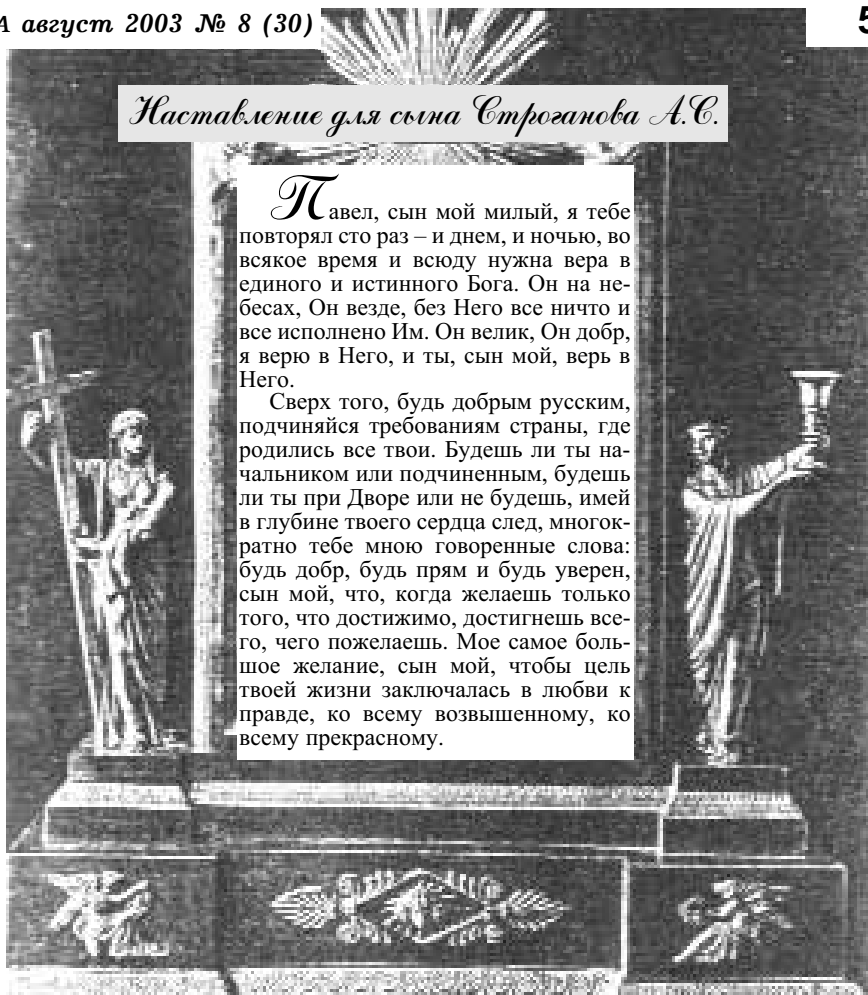 А август 2003 № 8 (30)
5
Наставление для сына Строганова А.С.
Павел, сын мой милый, я тебе
повторял сто раз – и днем, и ночью, во
всякое время и всюду нужна вера в
единого и истинного Бога. Он на не-
бесах, Он везде, без Него все ничто и
все исполнено Им. Он велик, Он добр,
я верю в Него, и ты, сын мой, верь в
Него.
Сверх того, будь добрым русским,
подчиняйся требованиям страны, где
родились все твои. Будешь ли ты на-
чальником или подчиненным, будешь
ли ты при Дворе или не будешь, имей
в глубине твоего сердца след, многок-
ратно тебе мною говоренные слова:
будь добр, будь прям и будь уверен,
сын мой, что, когда желаешь только
того, что достижимо, достигнешь все-
го, чего пожелаешь. Мое самое боль-
шое желание, сын мой, чтобы цель
твоей жизни заключалась в любви к
правде, ко всему возвышенному, ко
всему прекрасному.